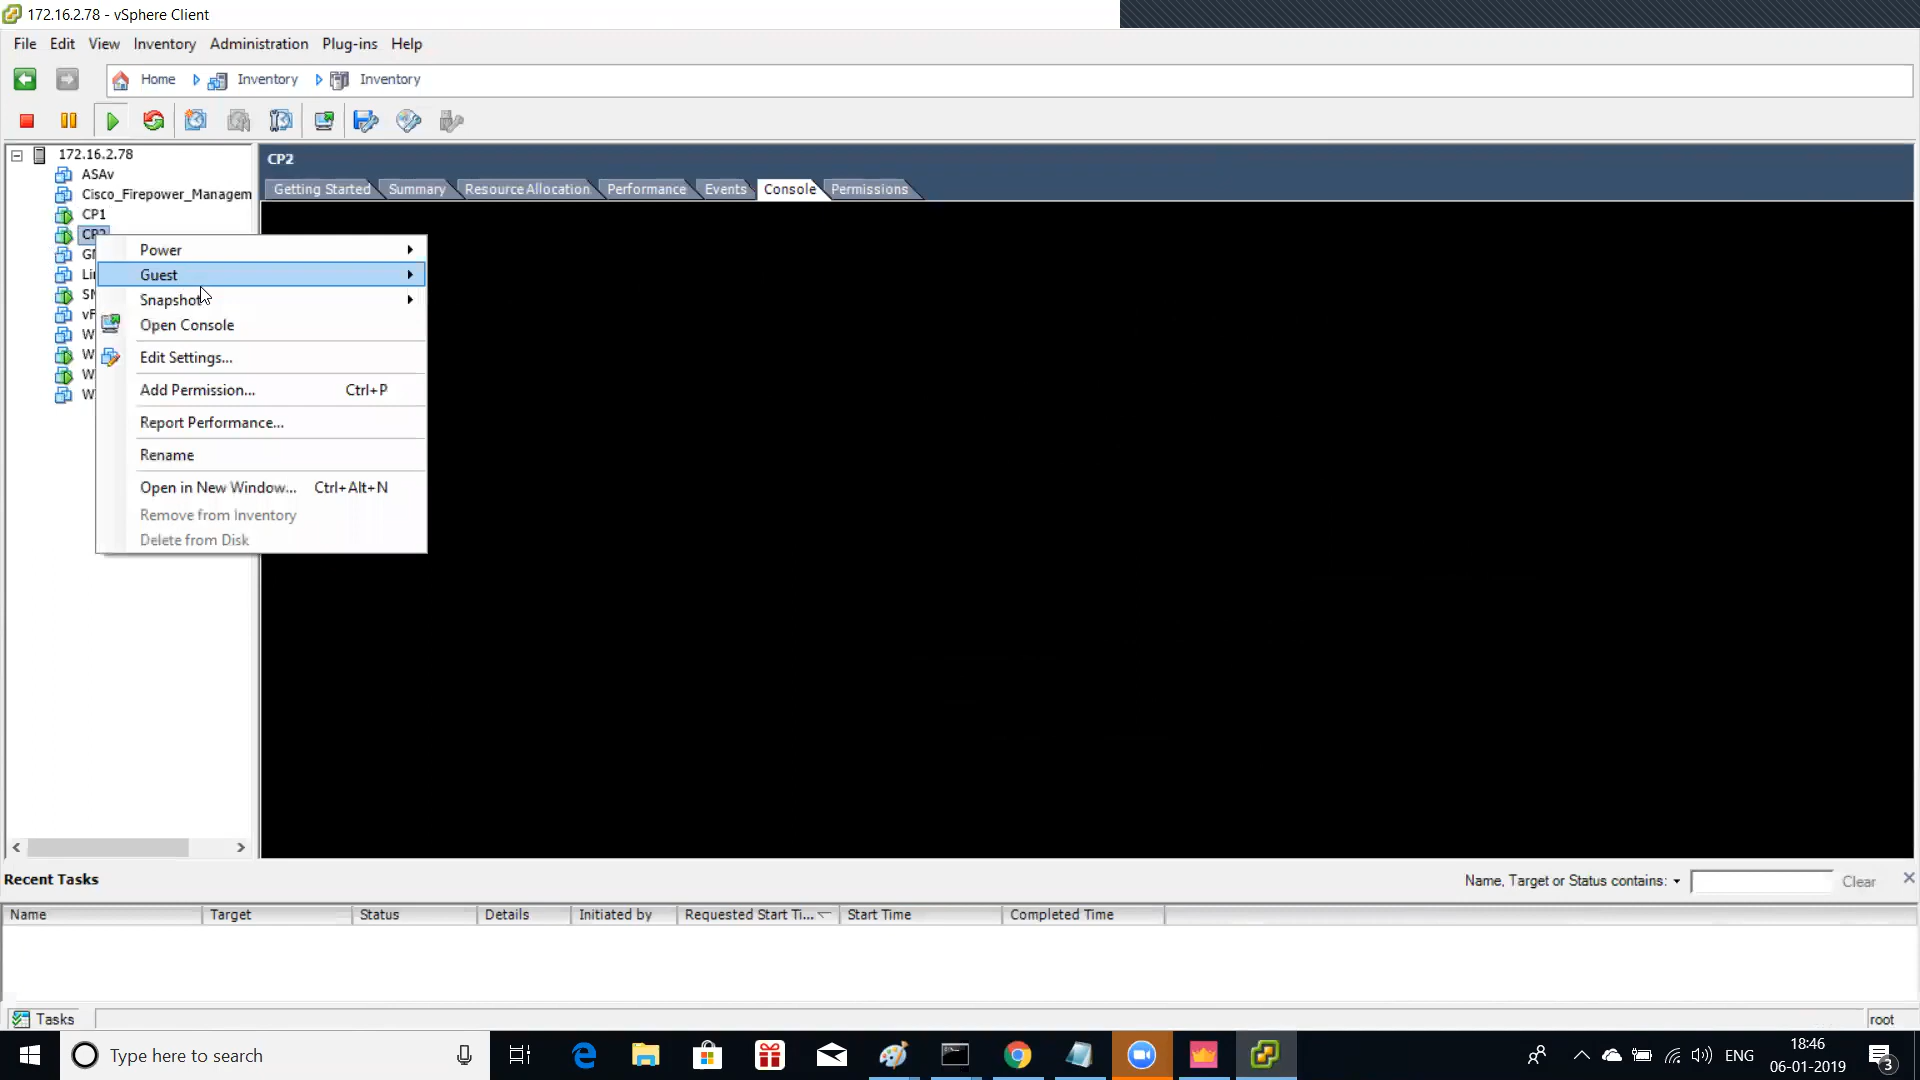 172.16.2.78 - vSphere Client
File Edit View Inventory Administration Plug-ins Help
Home Inventory Inventory
172.16.2.78
ASAv
Cisco_Firepower_Managem
CP1
CP2
CP2
Getting Started Summary Resource Allocation Performance Events Console Permissions
Power
Guest
Snapshot
Open Console
Edit Settings...
Add Permission... Ctrl+P
Report Performance...
Rename
Open in New Window... Ctrl+Alt+N
Remove from Inventory
Delete from Disk
Recent Tasks
Name, Target or Status contains: Clear
Name Target Status Details Initiated by Requested Start Ti... Start Time Completed Time
Tasks
root
Type here to search
ENG
18:46
06-01-2019
3